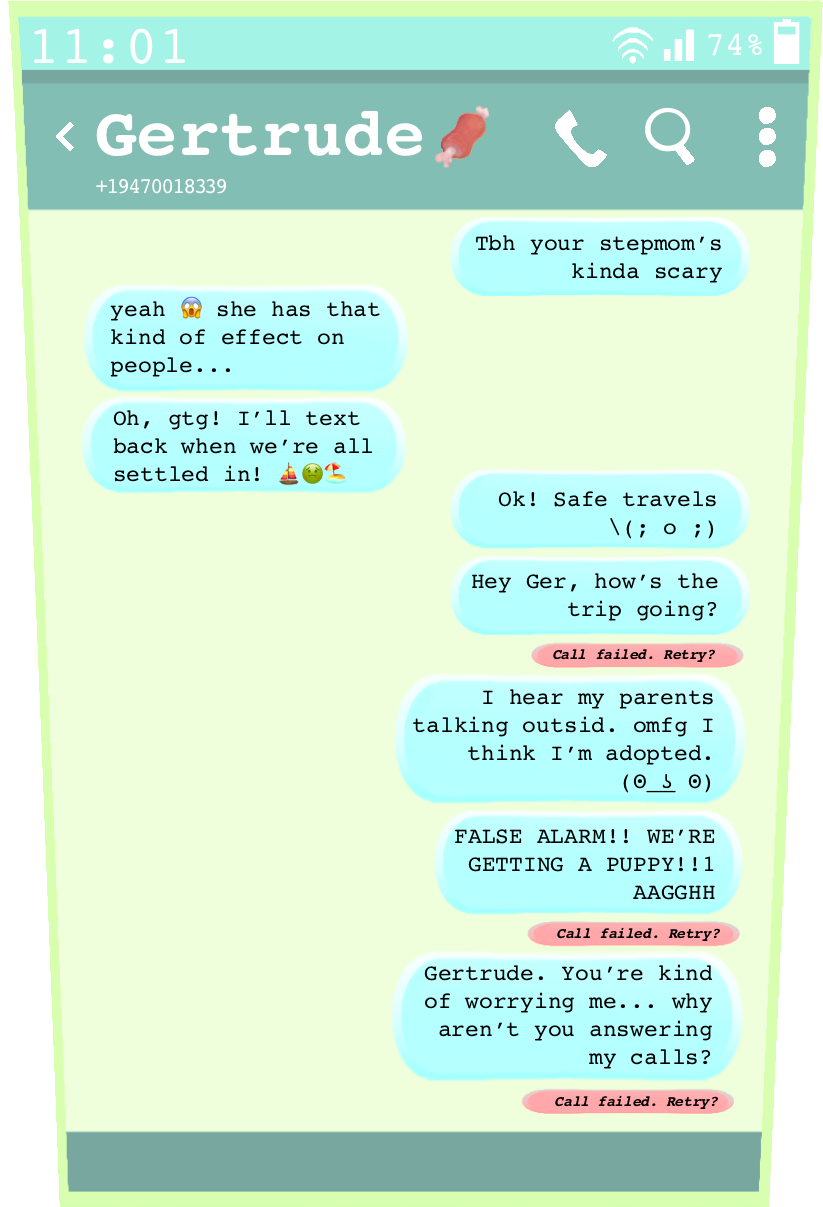 11:01
74%
Gertrude🍖
+19470018339
Tbh your stepmom’s
kinda scary
yeah 😱 she has that
kind of effect on
people...
Oh, gtg! I’ll text
back when we’re all
settled in! ⛵🤢🏖️
Ok! Safe travels
\(; o ;)
Hey Ger, how’s the
trip going?
Call failed. Retry?
I hear my parents
talking outsid. omfg I
think I’m adopted.
(ʘ͟ʖ ʘ)
FALSE ALARM!! WE’RE
GETTING A PUPPY!!1
AAGGHH
Call failed. Retry?
Gertrude. You’re kind
of worrying me... why
aren’t you answering
my calls?
Call failed. Retry?